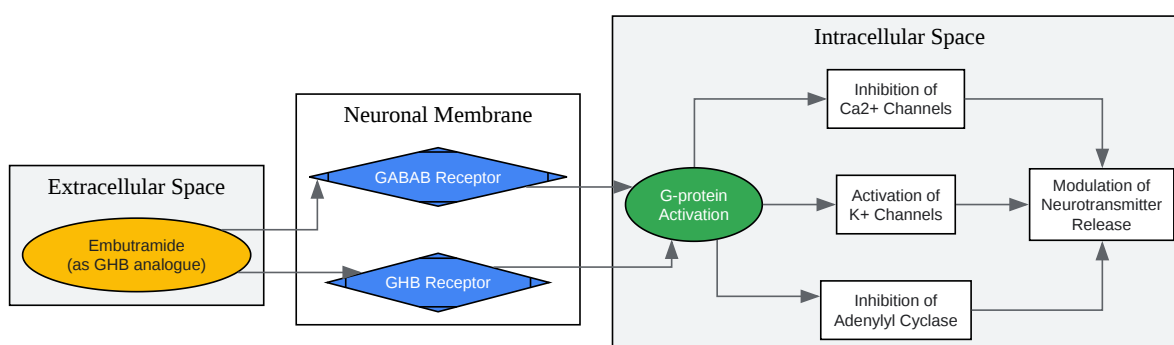 Extracellular Space
Embutramide
(as GHB analogue)
Neuronal Membrane
GABAB Receptor
GHB Receptor
Intracellular Space
G-protein
Activation
Inhibition of
Ca2+ Channels
Activation of
K+ Channels
Inhibition of
Adenylyl Cyclase
Modulation of
Neurotransmitter
Release